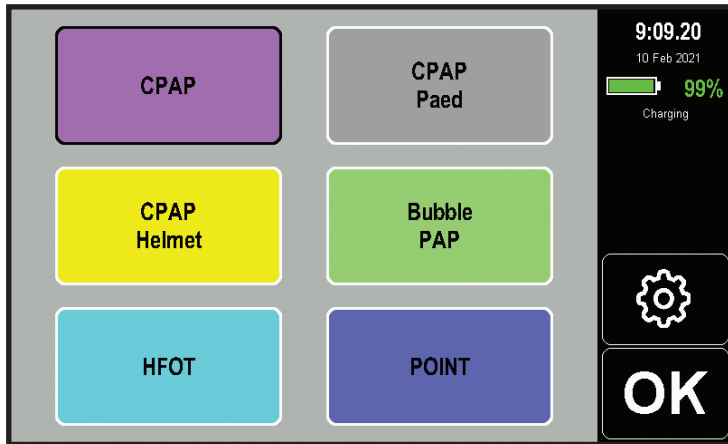 CPAP
CPAP
Paed
CPAP
Helmet
Bubble
PAP
HFOT
POINT
9:09.20
10 Feb 2021
99%
Charging
OK